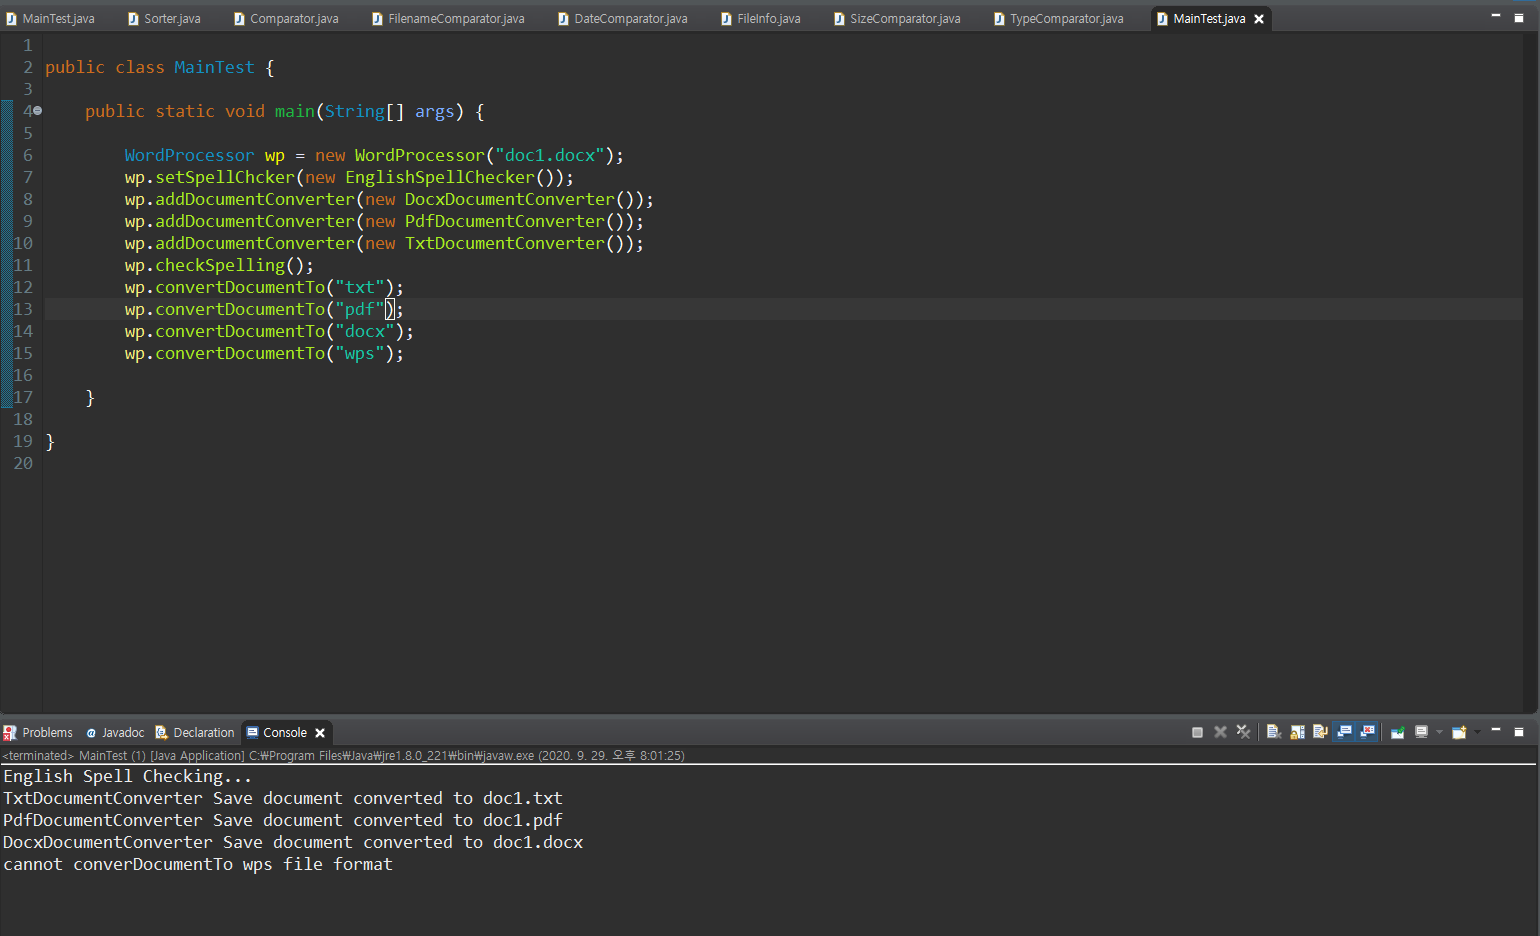 MainTest.java Sorter.java Comparator.java FilenameComparator.java DateComparator.java FileInfo.java SizeComparator.java TypeComparator.java MainTest.java
1
2 public class MainTest {
3
4 public static void main(String[] args) {
5
6 WordProcessor wp = new WordProcessor("doc1.docx");
7 wp.setSpellChcker(new EnglishSpellChecker());
8 wp.addDocumentConverter(new DocxDocumentConverter());
9 wp.addDocumentConverter(new PdfDocumentConverter());
10 wp.addDocumentConverter(new TxtDocumentConverter());
11 wp.checkSpelling();
12 wp.convertDocumentTo("txt");
13 wp.convertDocumentTo("pdf");
14 wp.convertDocumentTo("docx");
15 wp.convertDocumentTo("wps");
16
17 }
18
19 }
20
Problems @ Javadoc Declaration Console
<terminated> MainTest (1) [Java Application] C:₩Program Files₩Java₩jre1.8.0_221₩bin₩javaw.exe (2020. 9. 29. 오후 8:01:25)
English Spell Checking...
TxtDocumentConverter Save document converted to doc1.txt
PdfDocumentConverter Save document converted to doc1.pdf
DocxDocumentConverter Save document converted to doc1.docx
cannot converDocumentTo wps file format